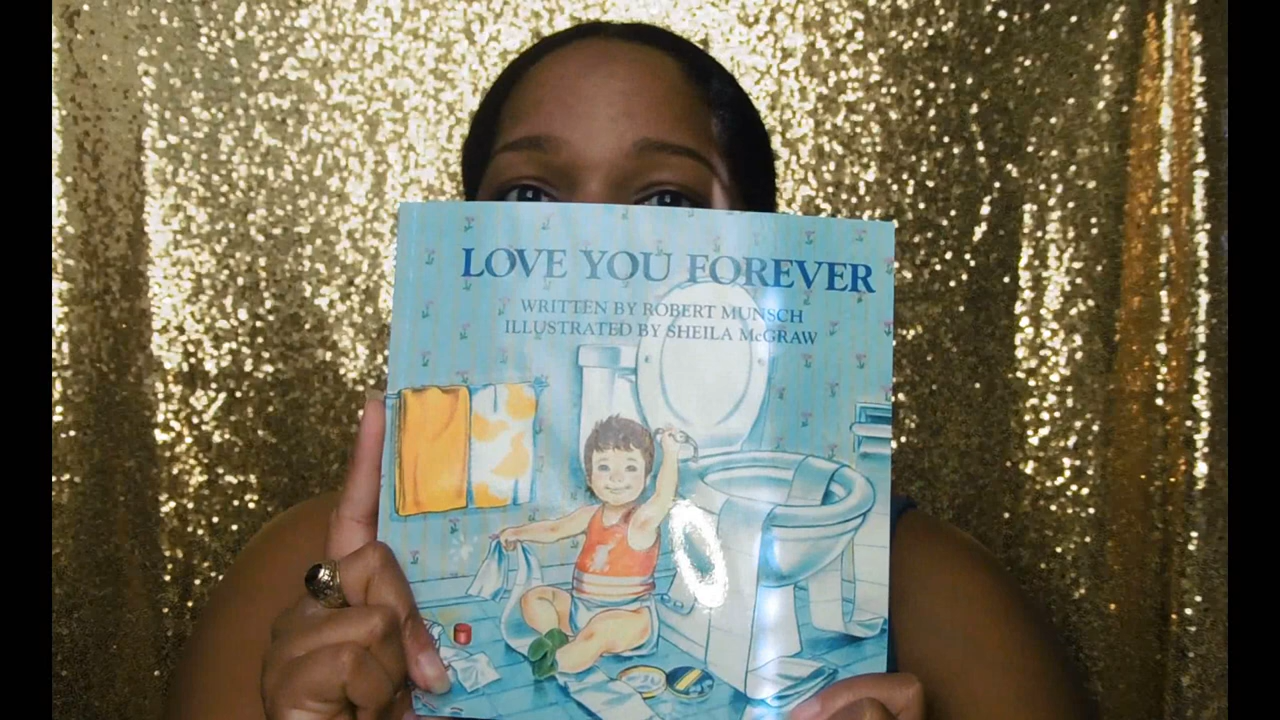 LOVE YOU FOREVER
WRITTEN BY ROBERT MUNSCH
ILLUSTRATED BY SHEILA McGRAW